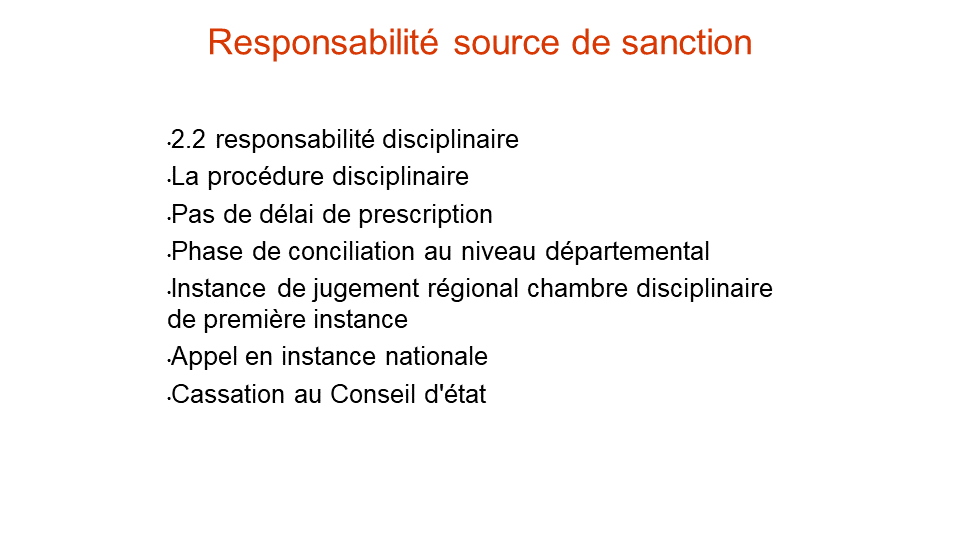 Responsabilité source de sanction
•2.2 responsabilité disciplinaire
•La procédure disciplinaire
•Pas de délai de prescription
•Phase de conciliation au niveau départemental
•Instance de jugement régional chambre disciplinaire
de première instance
•Appel en instance nationale
•Cassation au Conseil d'état